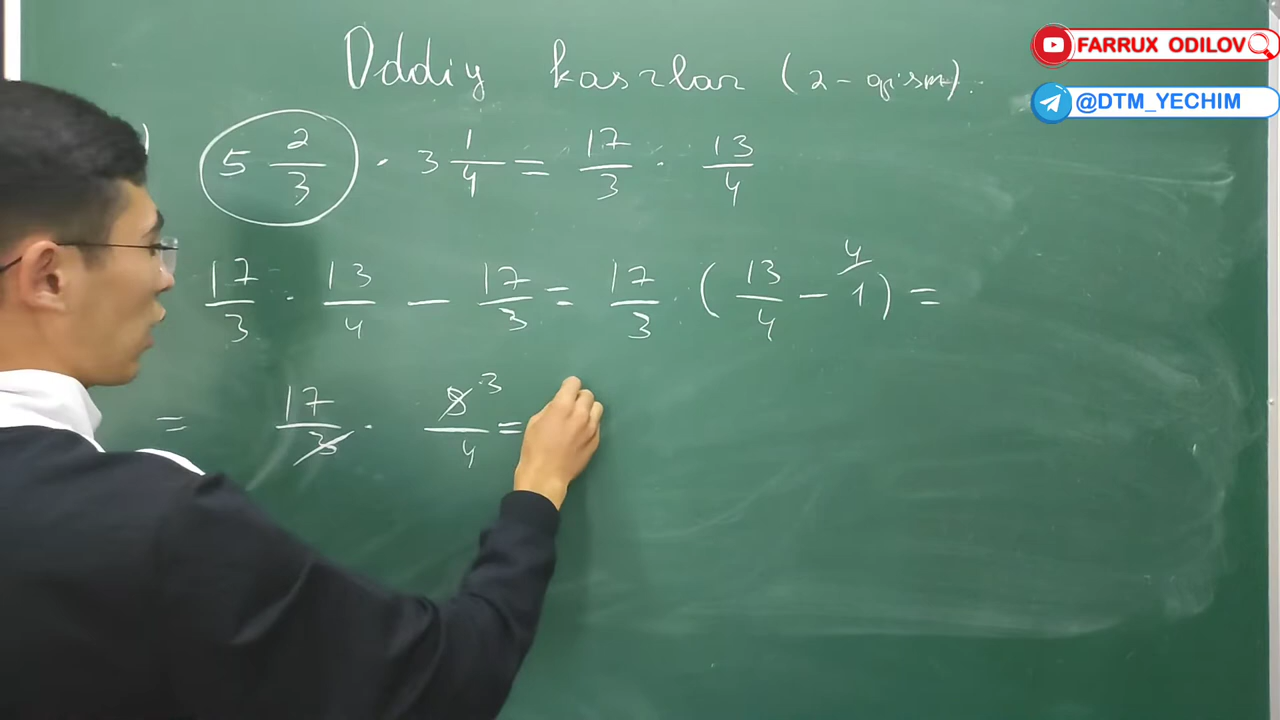 Oddiy kasrlar (2-qism).
FARRUX ODILOV
@DTM_YECHIM
) 5 2/3 · 3 1/4 = 17/3 · 13/4
17/3 · 13/4 - 17/3 = 17/3 · (13/4 - 4/1) =
= 17/3 · 9 3/4 =